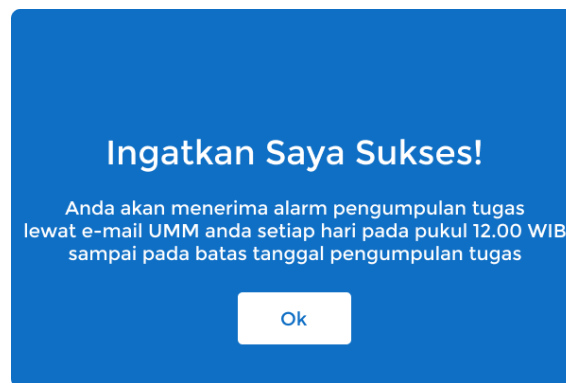 Ingatkan Saya Sukses!
Anda akan menerima alarm pengumpulan tugas
lewat e-mail UMM anda setiap hari pada pukul 12.00 WIB
sampai pada batas tanggal pengumpulan tugas
Ok